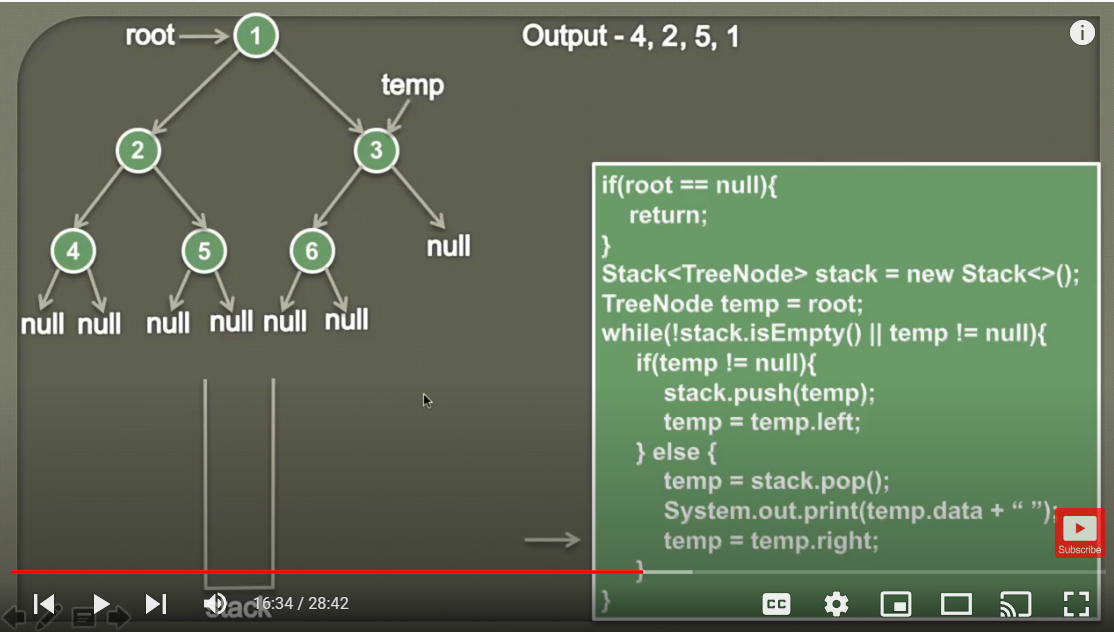 root
1
Output - 4, 2, 5, 1
i
temp
2
3
4
5
6
null
null null null null null null
if(root == null){
return;
}
Stack<TreeNode> stack = new Stack<>();
TreeNode temp = root;
while(!stack.isEmpty() || temp != null){
if(temp != null){
stack.push(temp);
temp = temp.left;
} else {
temp = stack.pop();
System.out.print(temp.data + “ ”);
temp = temp.right;
}
}
Subscribe
stack
16:34 / 28:42
CC